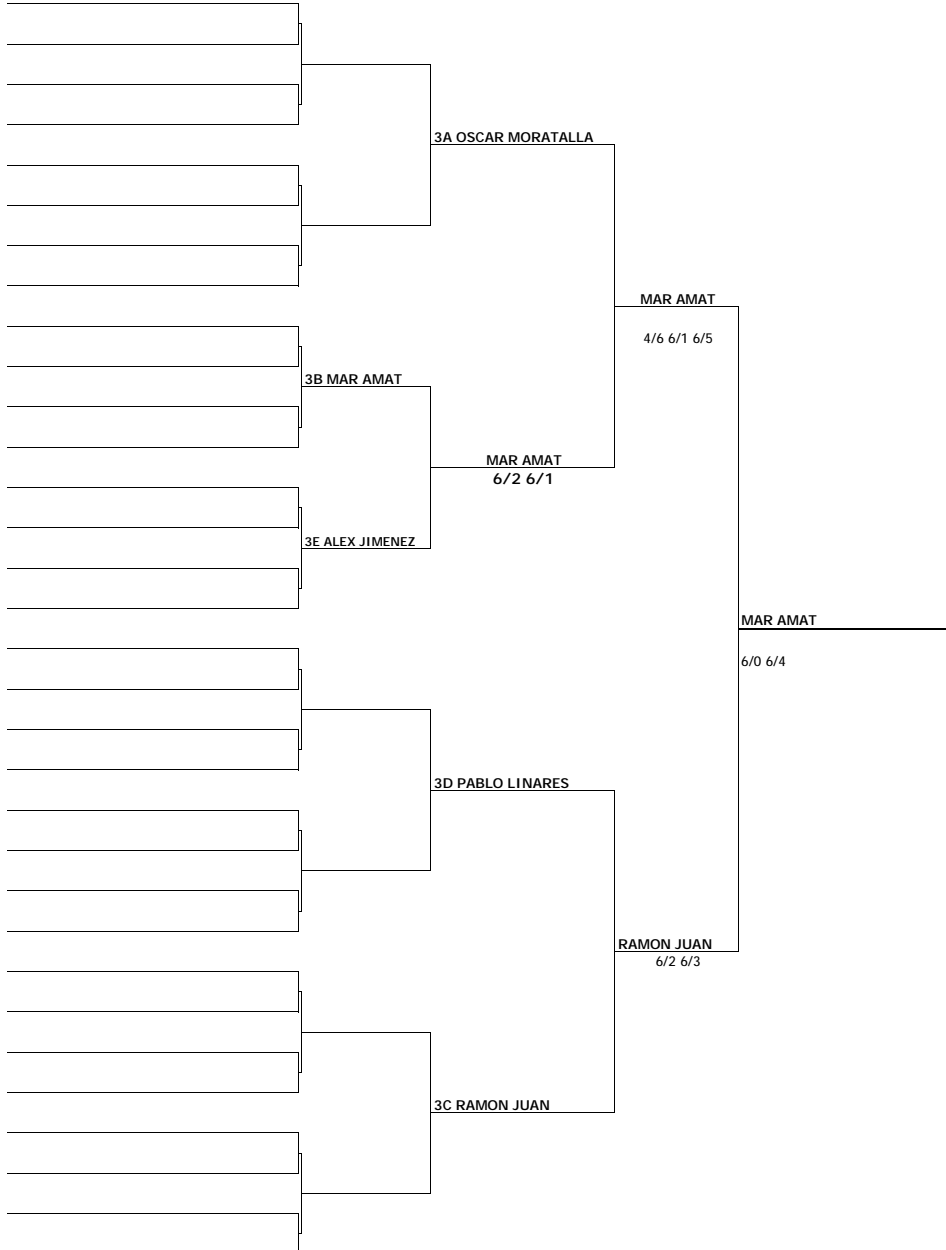 3A OSCAR MORATALLA
MAR AMAT
4/6 6/1 6/5
3B MAR AMAT
MAR AMAT
6/2 6/1
3E ALEX JIMENEZ
MAR AMAT
6/0 6/4
3D PABLO LINARES
RAMON JUAN
6/2 6/3
3C RAMON JUAN